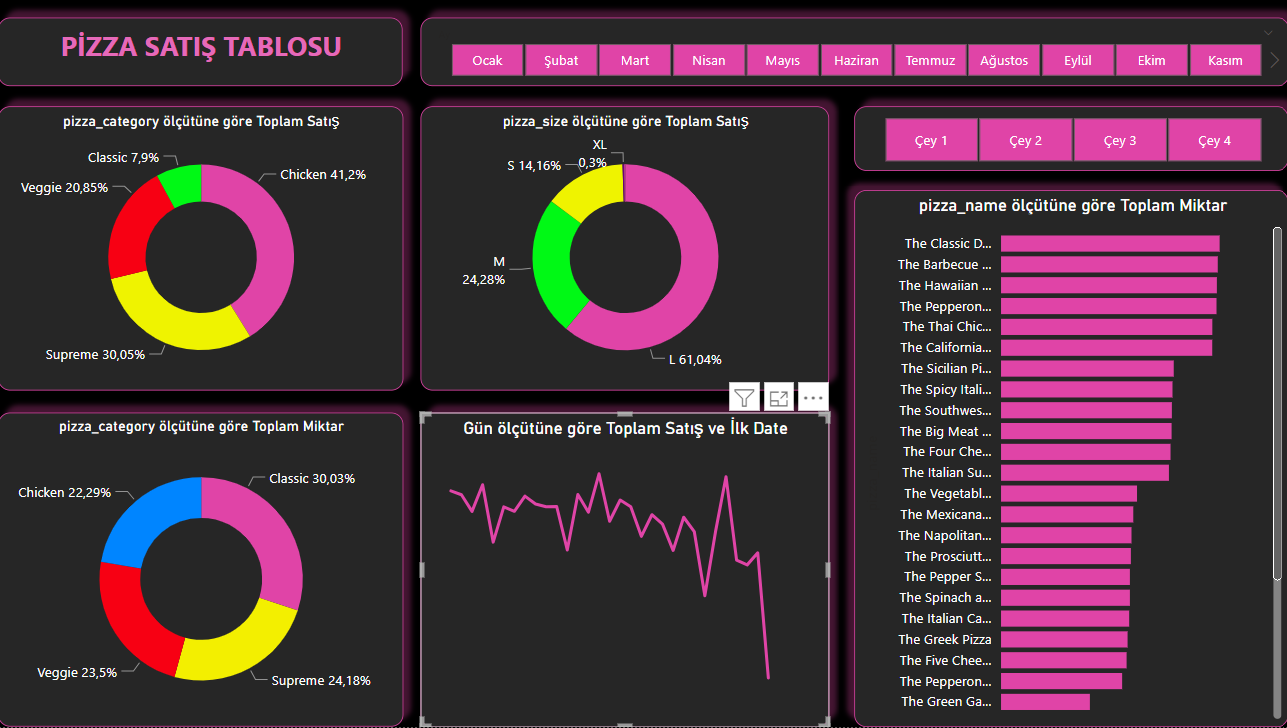 PİZZA SATIŞ TABLOSU
Ocak
Şubat
Mart
Nisan
Mayıs
Haziran
Temmuz
Ağustos
Eylül
Ekim
Kasım
pizza_category ölçütüne göre Toplam Satış
Classic 7,9%
Chicken 41,2%
Veggie 20,85%
Supreme 30,05%
pizza_size ölçütüne göre Toplam Satış
XL
0,3%
S 14,16%
M
24,28%
L 61,04%
Çey 1
Çey 2
Çey 3
Çey 4
pizza_name ölçütüne göre Toplam Miktar
The Classic D...
The Barbecue ...
The Hawaiian ...
The Pepperon...
The Thai Chic...
The California...
The Sicilian Pi...
The Spicy Itali...
The Southwes...
The Big Meat ...
The Four Che...
The Italian Su...
The Vegetabl...
The Mexicana...
The Napolitan...
The Prosciutt...
The Pepper S...
The Spinach a...
The Italian Ca...
The Greek Pizza
The Five Chee...
The Pepperon...
The Green Ga...
pizza_category ölçütüne göre Toplam Miktar
Classic 30,03%
Chicken 22,29%
Veggie 23,5%
Supreme 24,18%
Gün ölçütüne göre Toplam Satış ve İlk Date